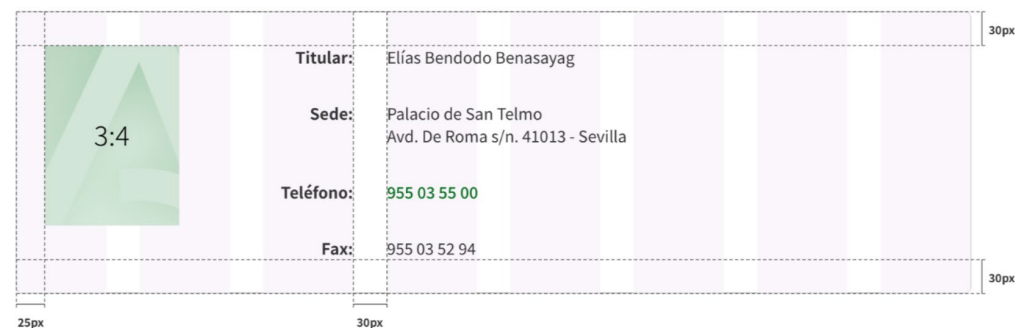 30px
3:4
Titular: Elías Bendodo Benasayag
Sede: Palacio de San Telmo
Avd. De Roma s/n. 41013 - Sevilla
Teléfono: 955 03 55 00
Fax: 955 03 52 94
30px
25px 30px